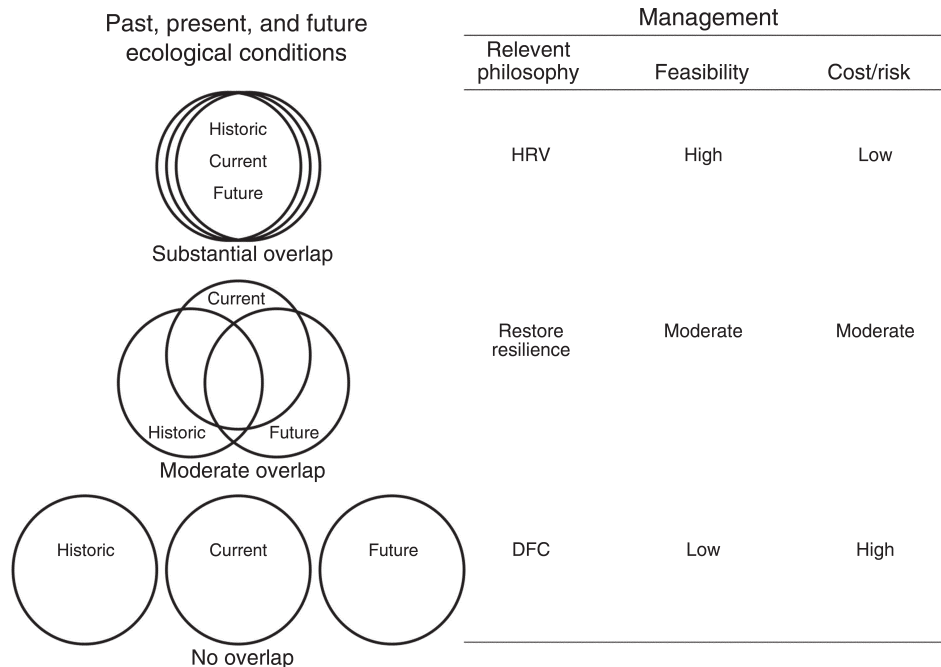 Past, present, and future
ecological conditions
Management
Relevent
philosophy
Feasibility
Cost/risk
Historic
Current
Future
Substantial overlap
HRV
High
Low
Current
Historic
Future
Moderate overlap
Restore
resilience
Moderate
Moderate
Historic
Current
Future
No overlap
DFC
Low
High